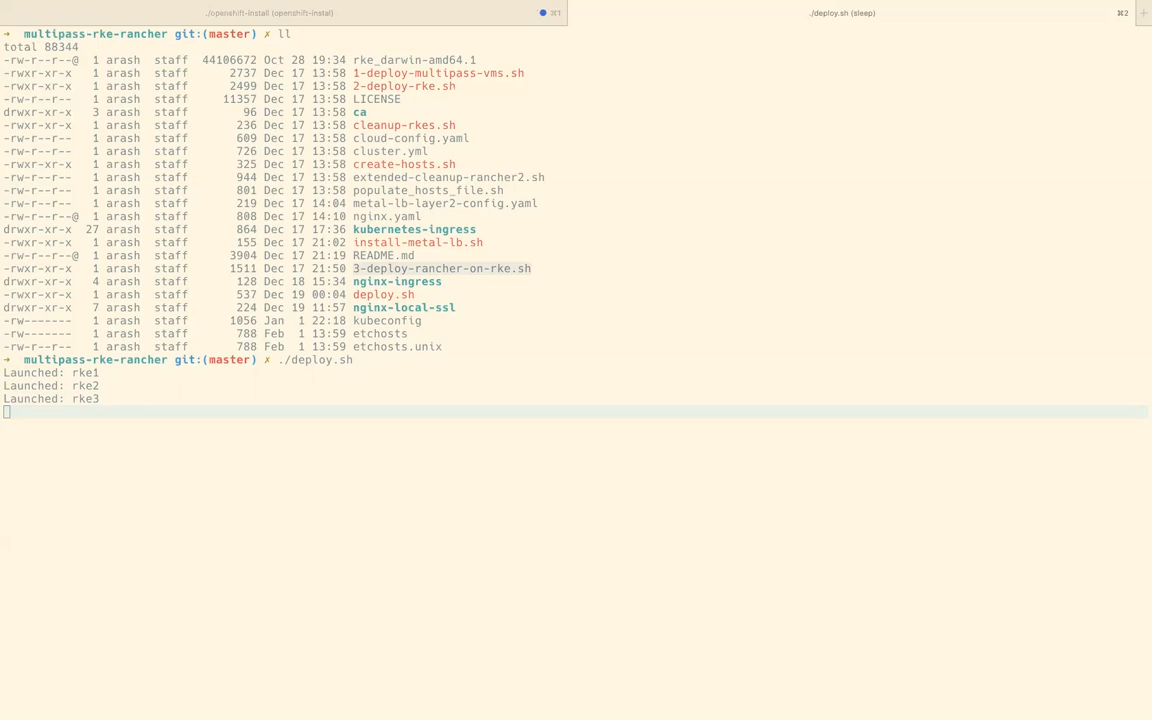 ./openshift-install (openshift-instal) ⌘1 ./deploy.sh (sleep) ⌘2 +
➜ multipass-rke-rancher git:(master) ✗ ll
total 88344
-rw-r--r--@ 1 arash staff 44106672 Oct 28 19:34 rke_darwin-amd64.1
-rwxr-xr-x 1 arash staff 2737 Dec 17 13:58 1-deploy-multipass-vms.sh
-rwxr-xr-x 1 arash staff 2499 Dec 17 13:58 2-deploy-rke.sh
-rw-r--r-- 1 arash staff 11357 Dec 17 13:58 LICENSE
drwxr-xr-x 3 arash staff 96 Dec 17 13:58 ca
-rwxr-xr-x 1 arash staff 236 Dec 17 13:58 cleanup-rkes.sh
-rw-r--r-- 1 arash staff 609 Dec 17 13:58 cloud-config.yaml
-rw-r--r-- 1 arash staff 726 Dec 17 13:58 cluster.yml
-rwxr-xr-x 1 arash staff 325 Dec 17 13:58 create-hosts.sh
-rw-r--r-- 1 arash staff 944 Dec 17 13:58 extended-cleanup-rancher2.sh
-rw-r--r-- 1 arash staff 801 Dec 17 13:58 populate_hosts_file.sh
-rw-r--r-- 1 arash staff 219 Dec 17 14:04 metal-lb-layer2-config.yaml
-rw-r--r--@ 1 arash staff 808 Dec 17 14:10 nginx.yaml
drwxr-xr-x 27 arash staff 864 Dec 17 17:36 kubernetes-ingress
-rwxr-xr-x 1 arash staff 155 Dec 17 21:02 install-metal-lb.sh
-rw-r--r--@ 1 arash staff 3904 Dec 17 21:19 README.md
-rwxr-xr-x 1 arash staff 1511 Dec 17 21:50 3-deploy-rancher-on-rke.sh
drwxr-xr-x 4 arash staff 128 Dec 18 15:34 nginx-ingress
-rwxr-xr-x 1 arash staff 537 Dec 19 00:04 deploy.sh
drwxr-xr-x 7 arash staff 224 Dec 19 11:57 nginx-local-ssl
-rw------- 1 arash staff 1056 Jan 1 22:18 kubeconfig
-rw------- 1 arash staff 788 Feb 1 13:59 etchosts
-rw-r--r-- 1 arash staff 788 Feb 1 13:59 etchosts.unix
➜ multipass-rke-rancher git:(master) ✗ ./deploy.sh
Launched: rke1
Launched: rke2
Launched: rke3